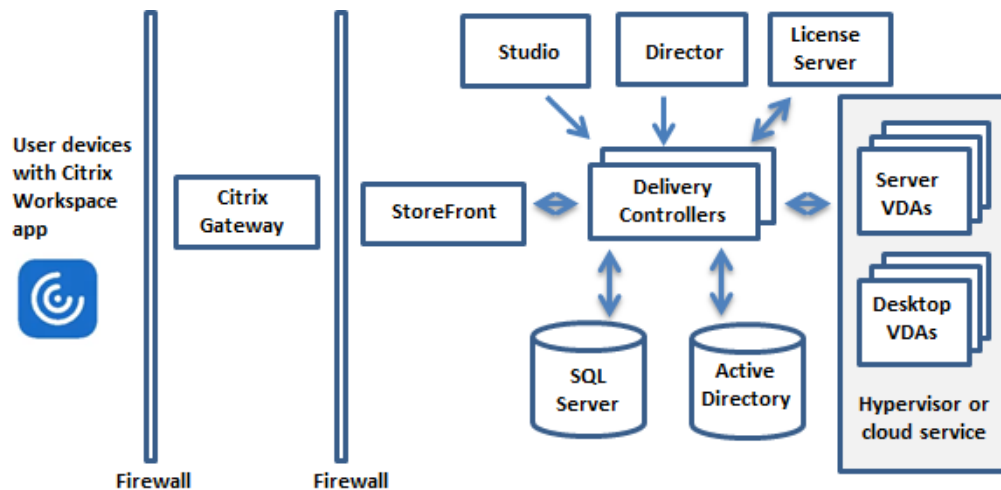 Studio
Director
License
Server
User devices
with Citrix
Workspace
app
Citrix
Gateway
StoreFront
Delivery
Controllers
Server
VDAs
Desktop
VDAs
SQL
Server
Active
Directory
Hypervisor or
cloud service
Firewall
Firewall